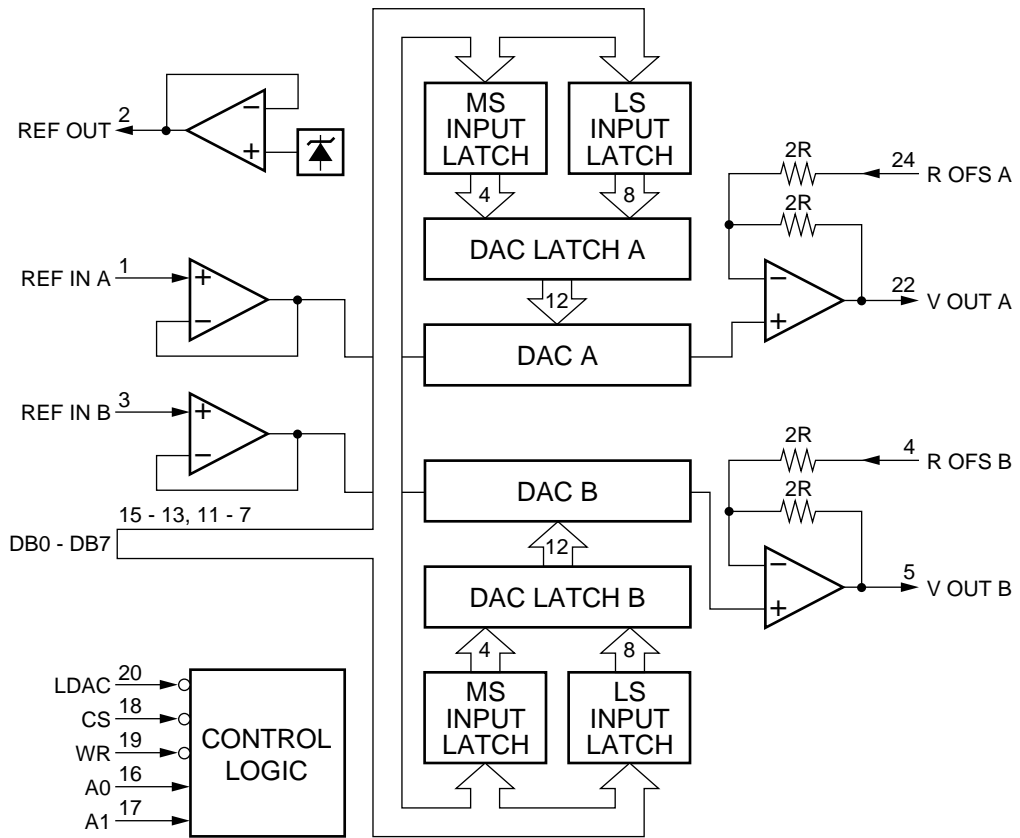 MS
INPUT
LATCH
LS
INPUT
LATCH
2
REF OUT
−
+
4
8
2R
24
R OFS A
2R
DAC LATCH A
1
REF IN A
+
−
12
−
+
22
V OUT A
DAC A
3
REF IN B
+
−
2R
4
R OFS B
2R
DAC B
15 - 13, 11 - 7
DB0 - DB7
12
−
+
5
V OUT B
DAC LATCH B
4
8
MS
INPUT
LATCH
LS
INPUT
LATCH
LDAC 20
CS 18
WR 19
A0 16
A1 17
CONTROL
LOGIC